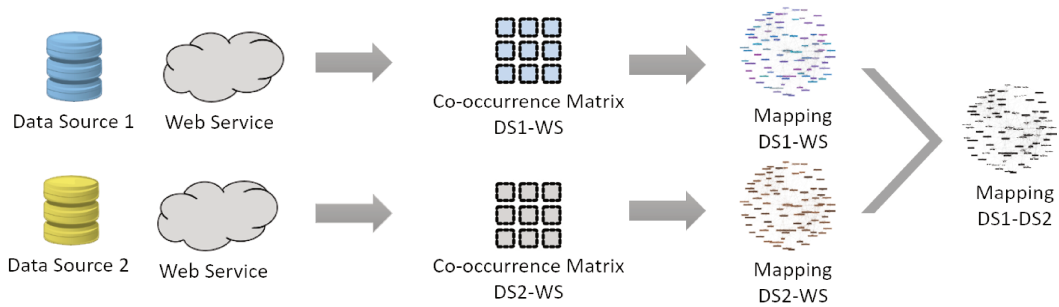 Data Source 1
Web Service
Co-occurrence Matrix
DS1-WS
Mapping
DS1-WS
Data Source 2
Web Service
Co-occurrence Matrix
DS2-WS
Mapping
DS2-WS
Mapping
DS1-DS2